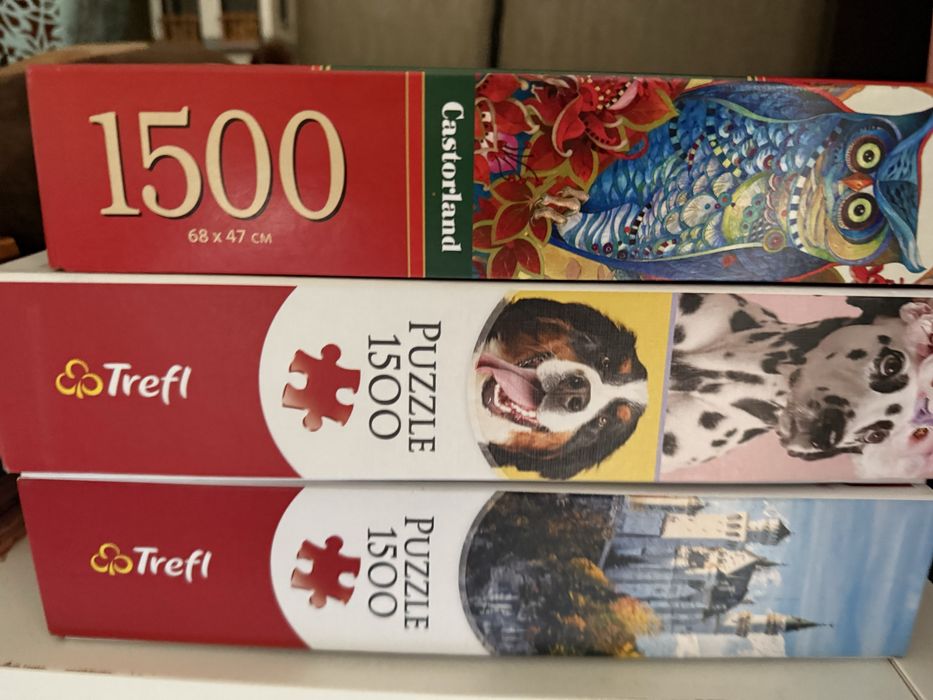 1500
68 x 47 CM
Castorland
Trefl
PUZZLE
1500
Trefl
PUZZLE
1500